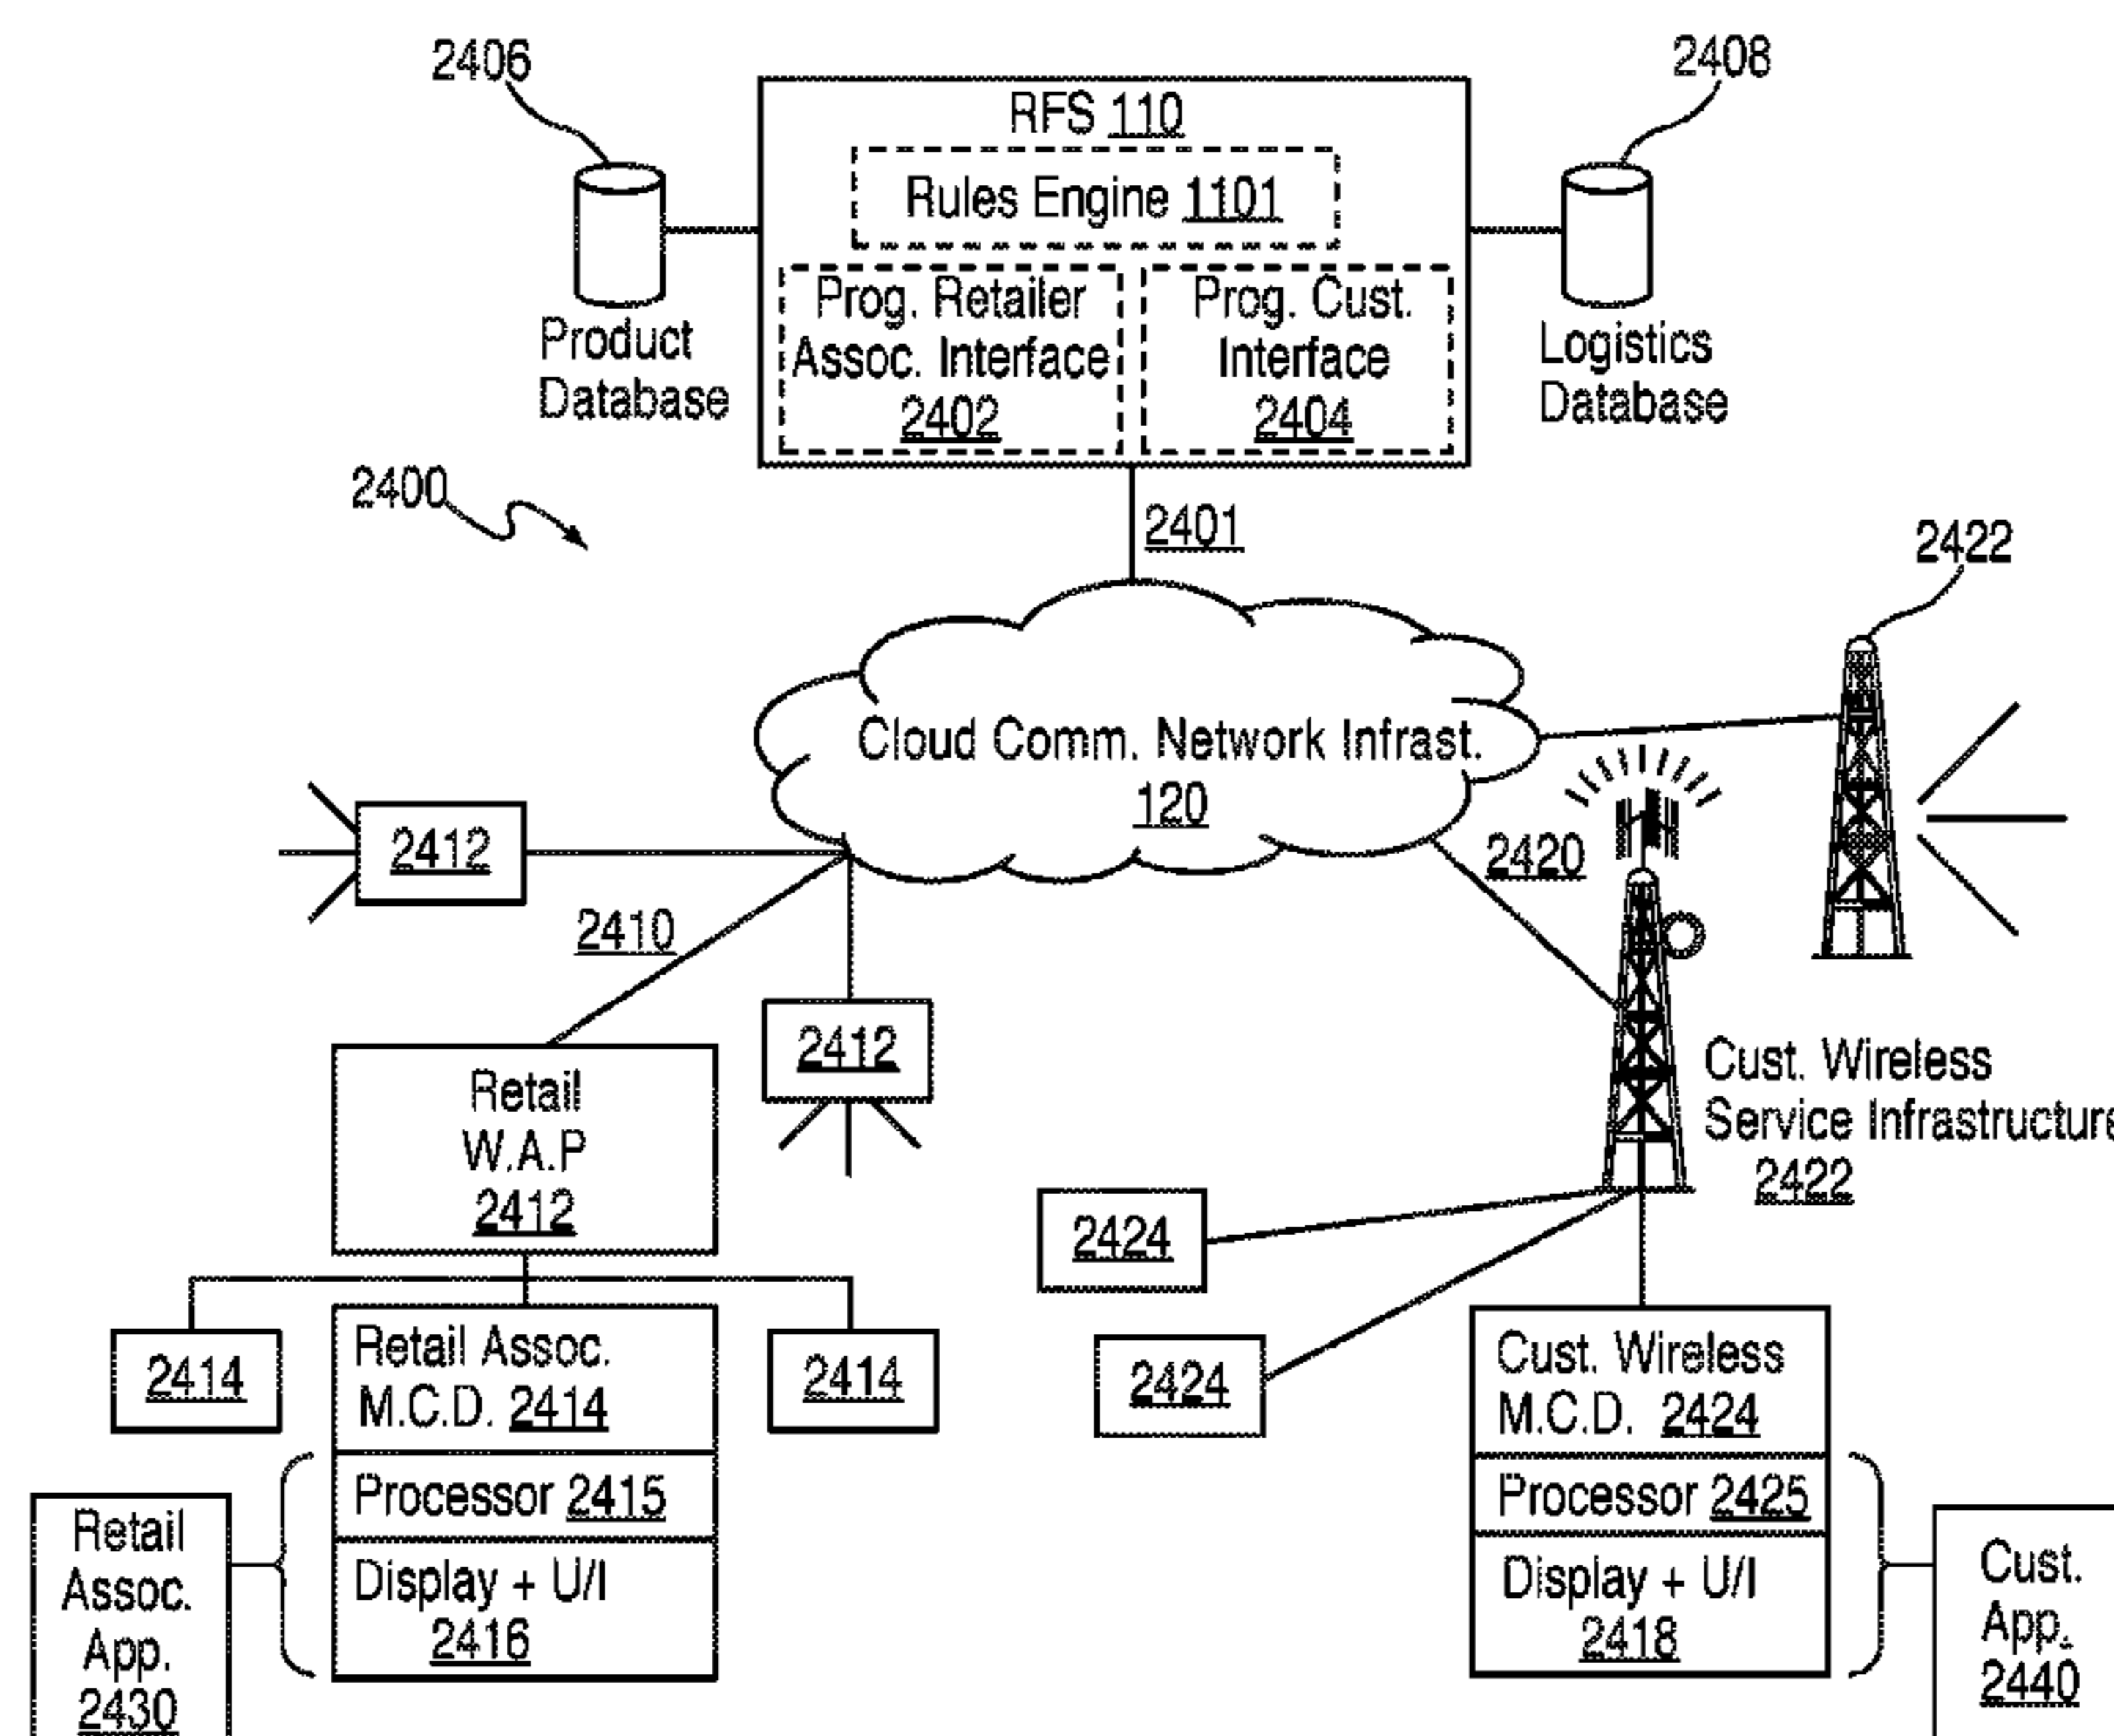 2406
2408
RFS 110
Rules Engine 1101
Prog. Retailer
Assoc. Interface
2402
Prog. Cust.
Interface
2404
Product
Database
Logistics
Database
2400
2401
2422
Cloud Comm. Network Infrast.
120
2412
2420
2410
2412
Retail
W.A.P
2412
Cust. Wireless
Service Infrastructure
2422
2424
2424
2414
Retail Assoc.
M.C.D. 2414
2414
Processor 2415
Display + U/I
2416
Retail
Assoc.
App.
2430
Cust. Wireless
M.C.D. 2424
Processor 2425
Display + U/I
2418
Cust.
App.
2440